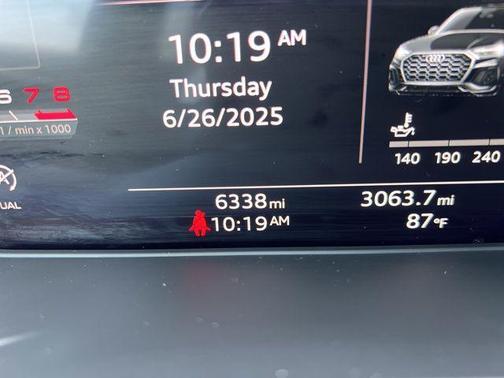 10:19 AM
Thursday
6/26/2025
6 7 8
1 / min x 1000
140 190 240
UAL
6338 mi
3063.7 mi
10:19 AM
87°F